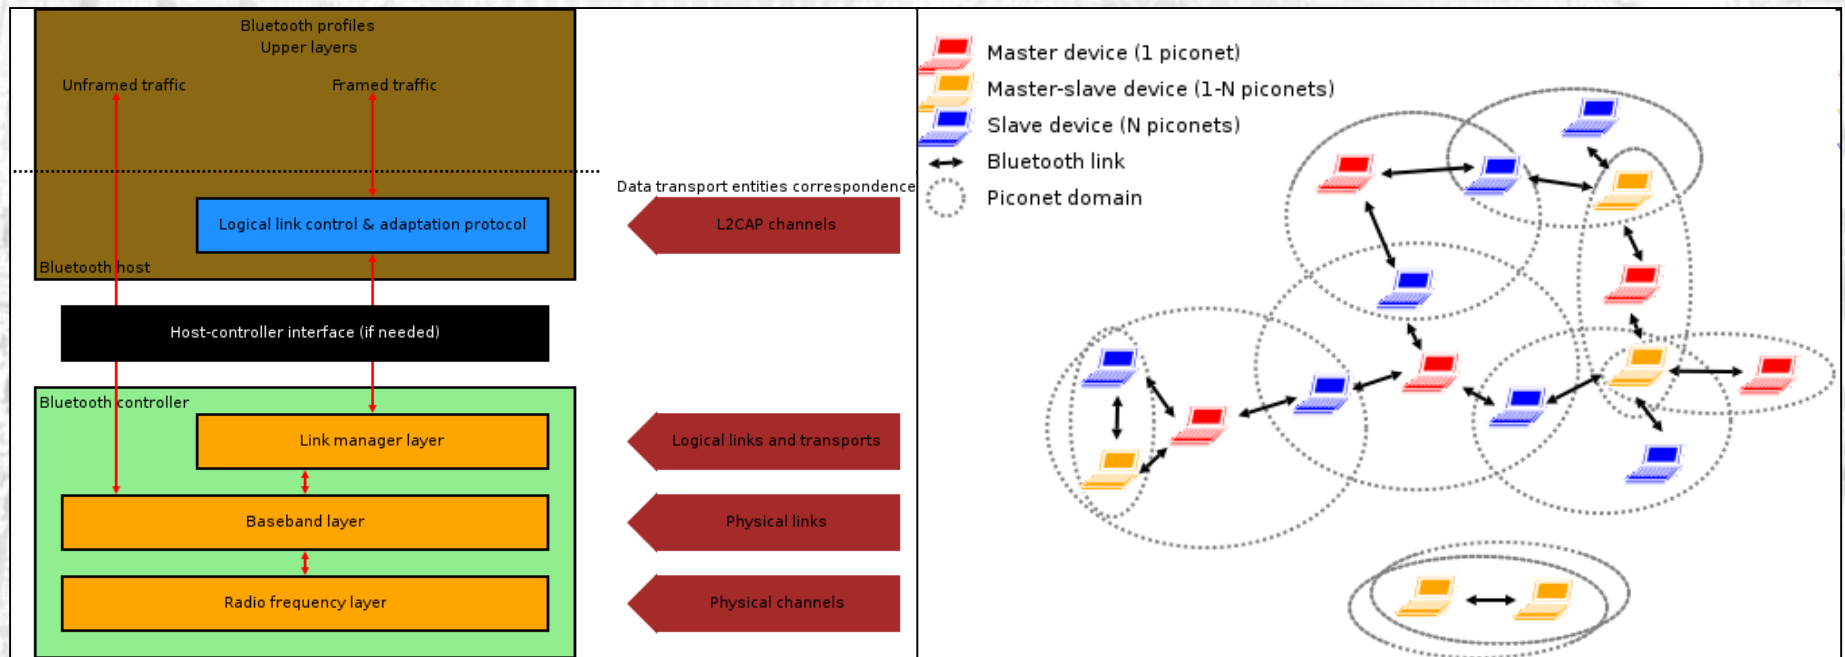 Bluetooth profiles
Upper layers
Unframed traffic
Framed traffic
Data transport entities correspondence
Logical link control & adaptation protocol
L2CAP channels
Bluetooth host
Host-controller interface (if needed)
Bluetooth controller
Link manager layer
Logical links and transports
Baseband layer
Physical links
Radio frequency layer
Physical channels
Master device (1 piconet)
Master-slave device (1-N piconets)
Slave device (N piconets)
Bluetooth link
Piconet domain